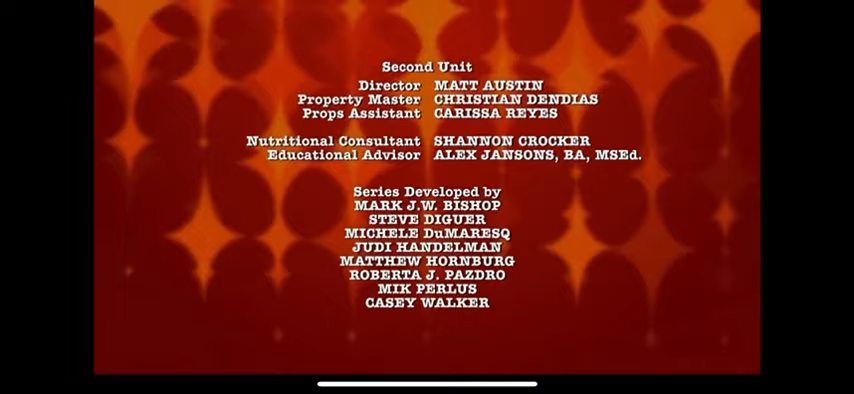 Second Unit
Director MATT AUSTIN
Property Master CHRISTIAN DENDIAS
Props Assistant CARISSA REYES
Nutritional Consultant SHANNON CROCKER
Educational Advisor ALEX JANSONS, BA, MSEd.
Series Developed by
MARK J.W. BISHOP
STEVE DIGUER
MICHELE DuMARESQ
JUDI HANDELMAN
MATTHEW HORNBURG
ROBERTA J. PAZDRO
MIK PERLUS
CASEY WALKER